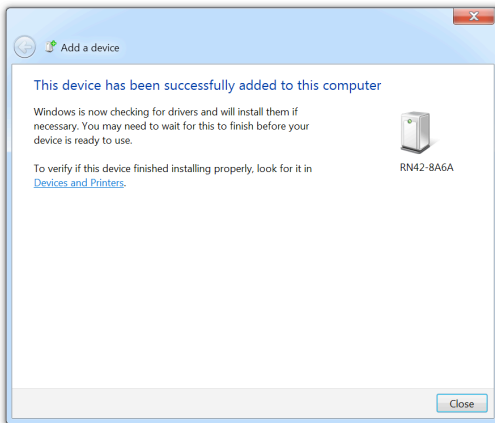 Add a device
This device has been successfully added to this computer
Windows is now checking for drivers and will install them if
necessary. You may need to wait for this to finish before your
device is ready to use.
To verify if this device finished installing properly, look for it in
Devices and Printers.
RN42-8A6A
Close